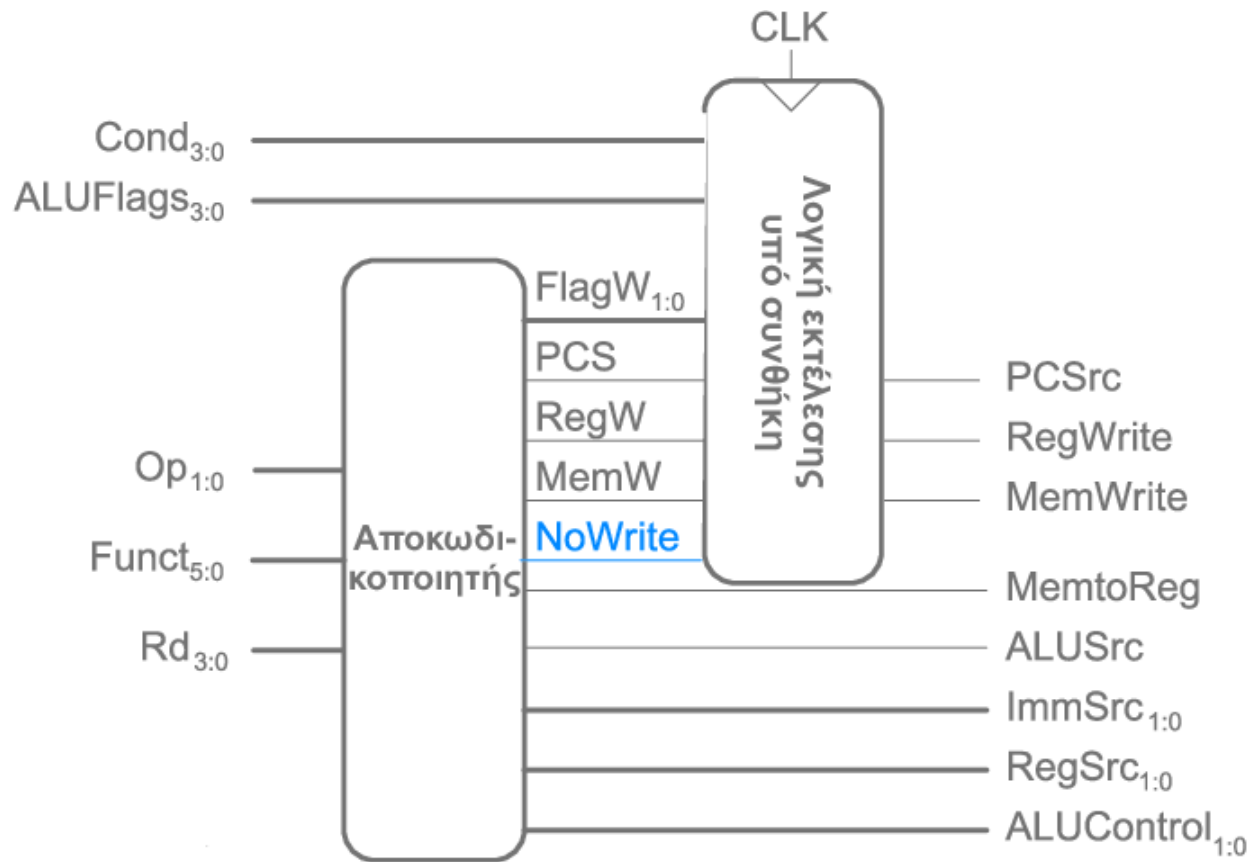 CLK
Cond3:0
ALUFlags3:0
Λογική εκτέλεσης
υπό συνθήκη
FlagW1:0
PCS
RegW
MemW
NoWrite
Op1:0
Funct5:0
Rd3:0
Αποκωδι-
κοποιητής
PCSrc
RegWrite
MemWrite
MemtoReg
ALUSrc
ImmSrc1:0
RegSrc1:0
ALUControl1:0